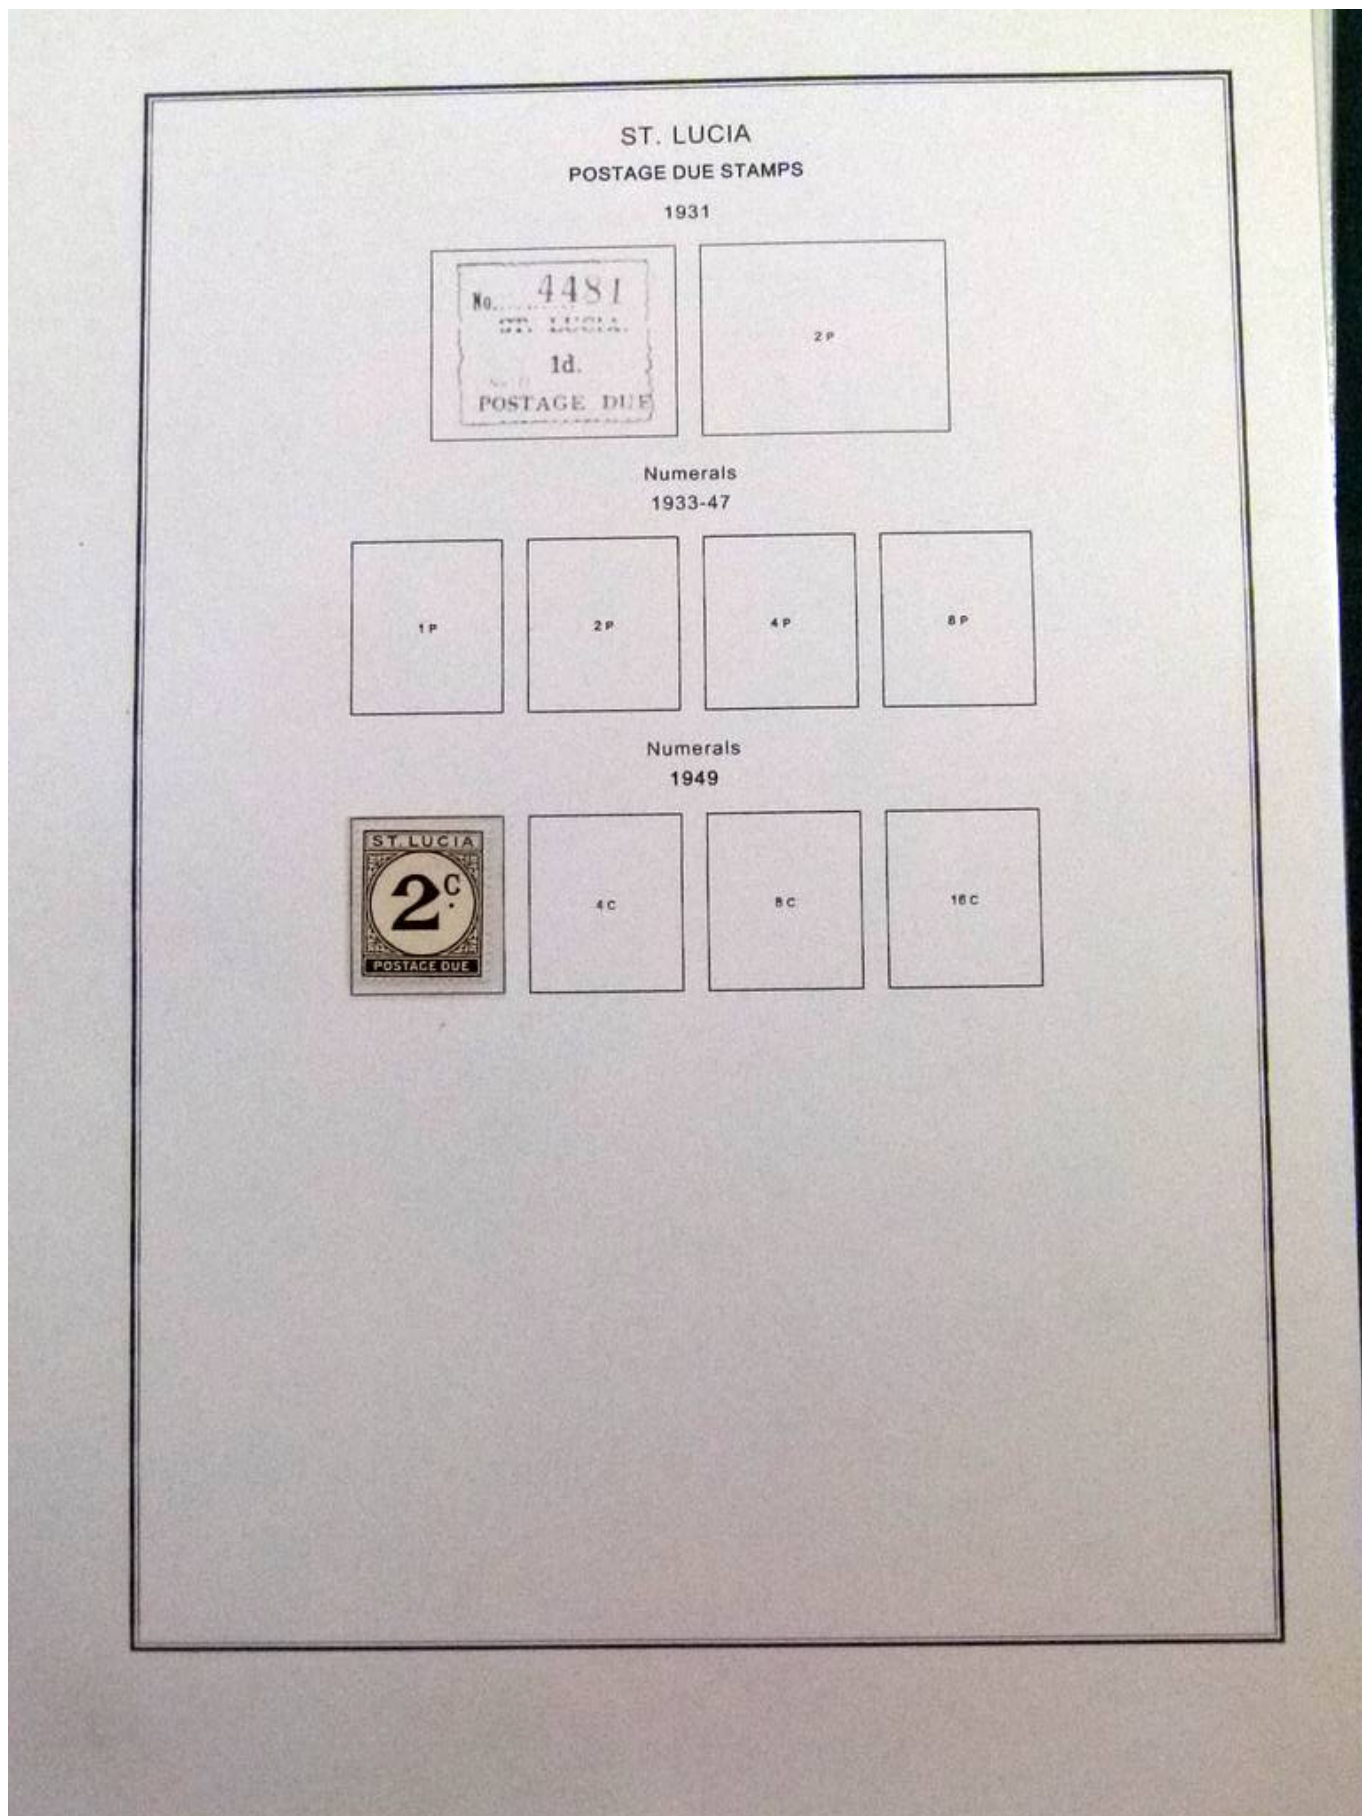 ST. LUCIA
POSTAGE DUE STAMPS
1931
No. 4481
ST. LUCIA.
1d.
POSTAGE DUE
2 P
Numerals
1933-47
1 P 2 P 4 P 8 P
Numerals
1949
ST. LUCIA
2C.
POSTAGE DUE
4 C 8 C 16 C